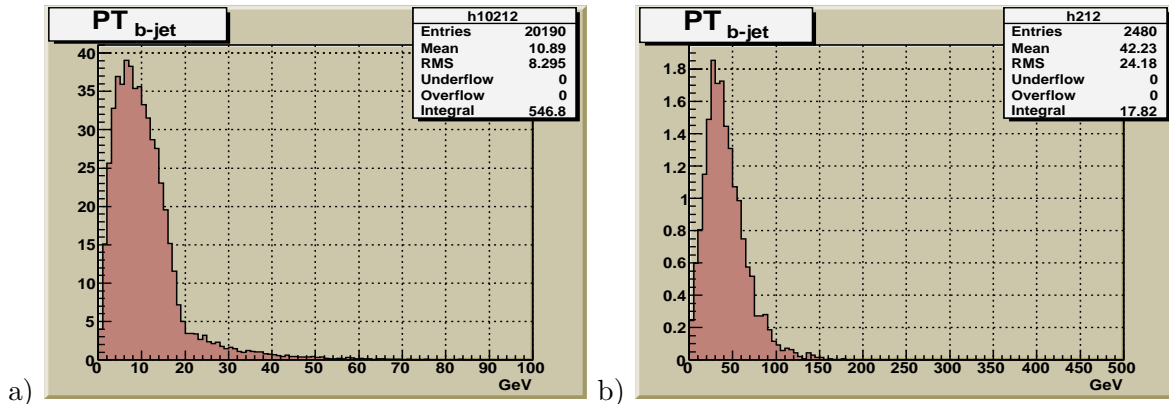 PT b-jet
h10212
Entries 20190
Mean 10.89
RMS 8.295
Underflow 0
Overflow 0
Integral 546.8
40
35
30
25
20
15
10
5
0
0 10 20 30 40 50 60 70 80 90 100
GeV
a)
PT b-jet
h212
Entries 2480
Mean 42.23
RMS 24.18
Underflow 0
Overflow 0
Integral 17.82
1.8
1.6
1.4
1.2
1
0.8
0.6
0.4
0.2
0
0 50 100 150 200 250 300 350 400 450 500
GeV
b)